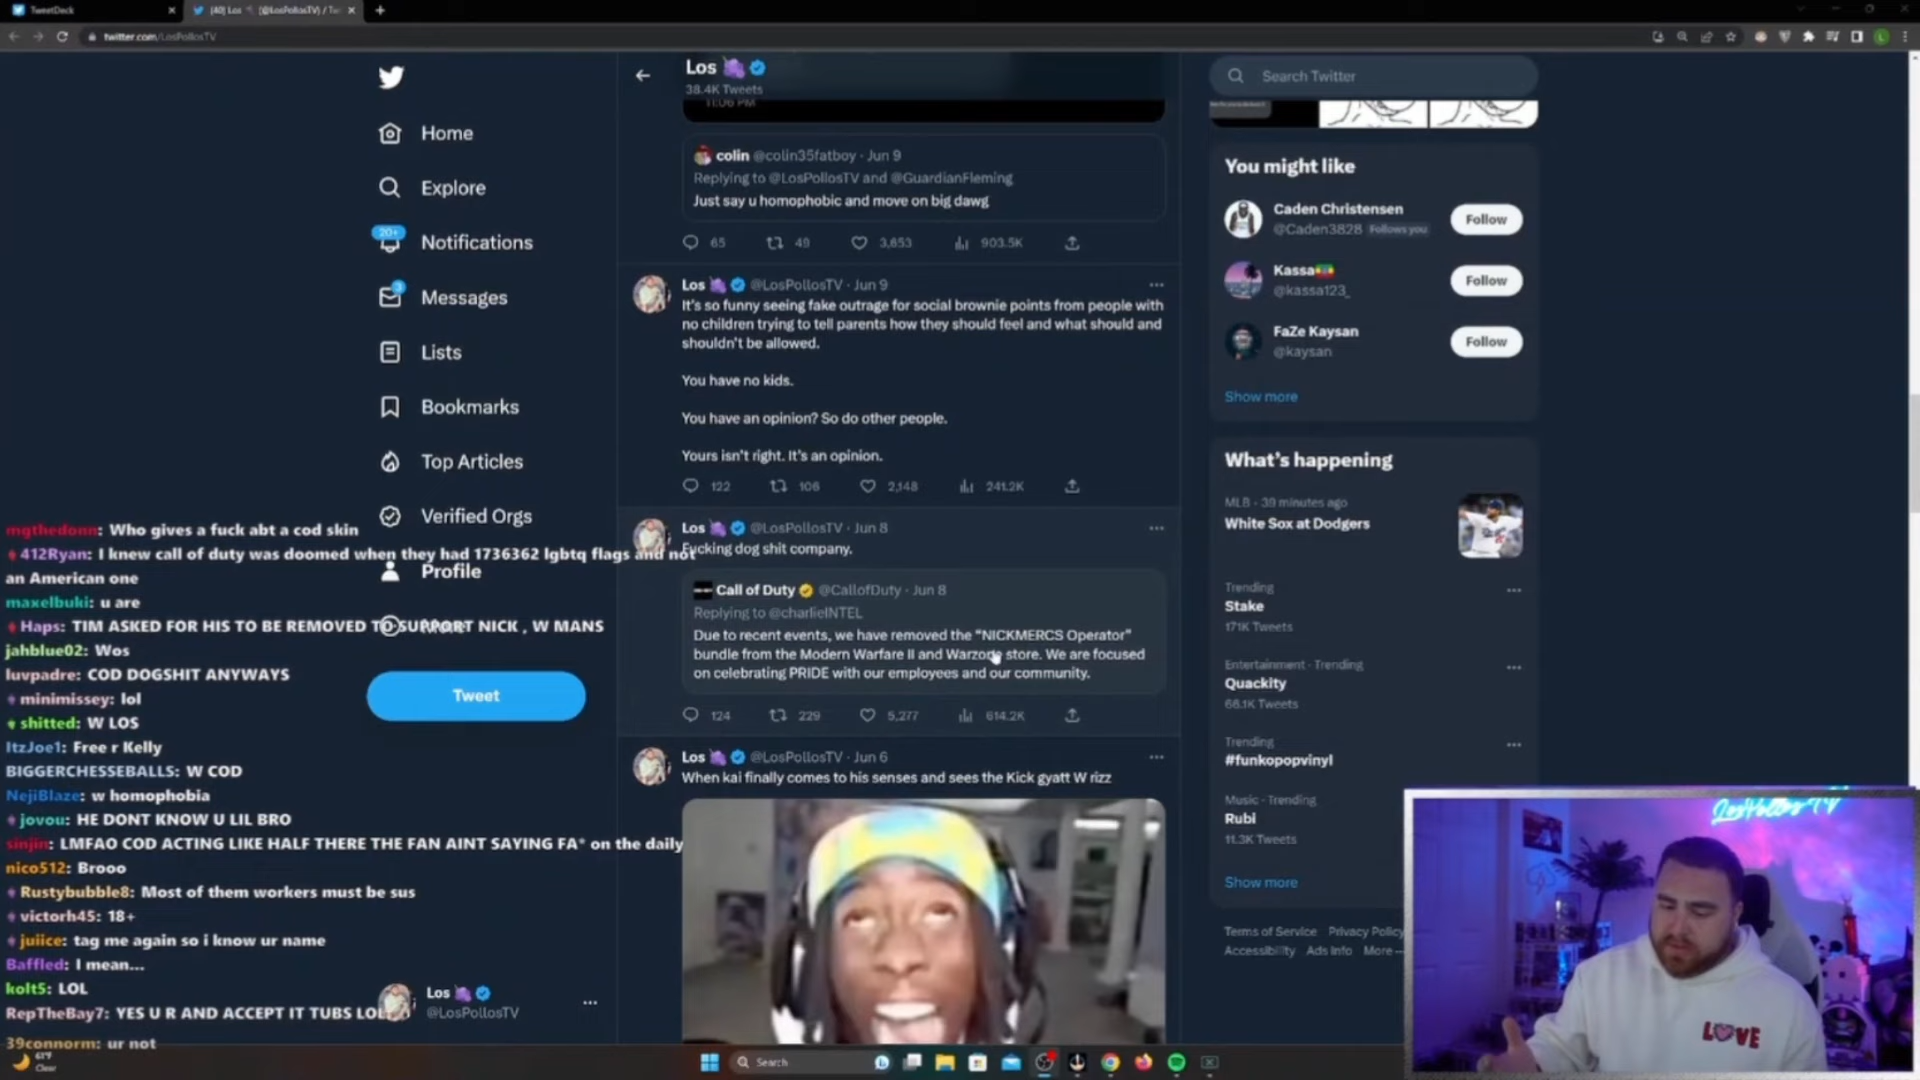 TweetDeck
(40) Los (@LosPollosTV) / Tw
twitter.com/LosPollosTV
Home
Explore
20+
Notifications
3
Messages
Lists
Bookmarks
Top Articles
Verified Orgs
Profile
Tweet
Los
@LosPollosTV
mgthedonn: Who gives a fuck abt a cod skin
412Ryan: I knew call of duty was doomed when they had 1736362 lgbtq flags and not
an American one
maxelbuki: u are
Haps: TIM ASKED FOR HIS TO BE REMOVED TO SUPPORT NICK , W MANS
jahblue02: Wos
luvpadre: COD DOGSHIT ANYWAYS
minimissey: lol
shitted: W LOS
ItzJoe1: Free r Kelly
BIGGERCHESSEBALLS: W COD
NejiBlaze: w homophobia
jovou: HE DONT KNOW U LIL BRO
sinjin: LMFAO COD ACTING LIKE HALF THERE THE FAN AINT SAYING FA* on the daily
nico512: Brooo
Rustybubble8: Most of them workers must be sus
victorh45: 18+
juiice: tag me again so i know ur name
Baffled: I mean...
kolt5: LOL
RepTheBay7: YES U R AND ACCEPT IT TUBS LOL
39connorm: ur not
Los
38.4K Tweets
11:06 PM
colin @colin35fatboy · Jun 9
Replying to @LosPollosTV and @GuardianFleming
Just say u homophobic and move on big dawg
65 49 3,653 903.5K
Los @LosPollosTV · Jun 9
It's so funny seeing fake outrage for social brownie points from people with
no children trying to tell parents how they should feel and what should and
shouldn't be allowed.
You have no kids.
You have an opinion? So do other people.
Yours isn't right. It's an opinion.
122 106 2,148 241.2K
Los @LosPollosTV · Jun 8
Fucking dog shit company.
Call of Duty @CallofDuty · Jun 8
Replying to @charlieINTEL
Due to recent events, we have removed the "NICKMERCS Operator"
bundle from the Modern Warfare II and Warzone store. We are focused
on celebrating PRIDE with our employees and our community.
124 229 5,277 614.2K
Los @LosPollosTV · Jun 6
When kai finally comes to his senses and sees the Kick gyatt W rizz
Search Twitter
You might like
Caden Christensen
@Caden3828 Follows you
Follow
Kassa
@kassa123_
Follow
FaZe Kaysan
@kaysan
Follow
Show more
What's happening
MLB · 39 minutes ago
White Sox at Dodgers
Trending
Stake
171K Tweets
Entertainment · Trending
Quackity
66.1K Tweets
Trending
#funkopopvinyl
Music · Trending
Rubi
11.3K Tweets
Show more
Terms of Service Privacy Policy
Accessibility Ads Info More
LosPollosTV
LOVE
61°F
Clear
Search